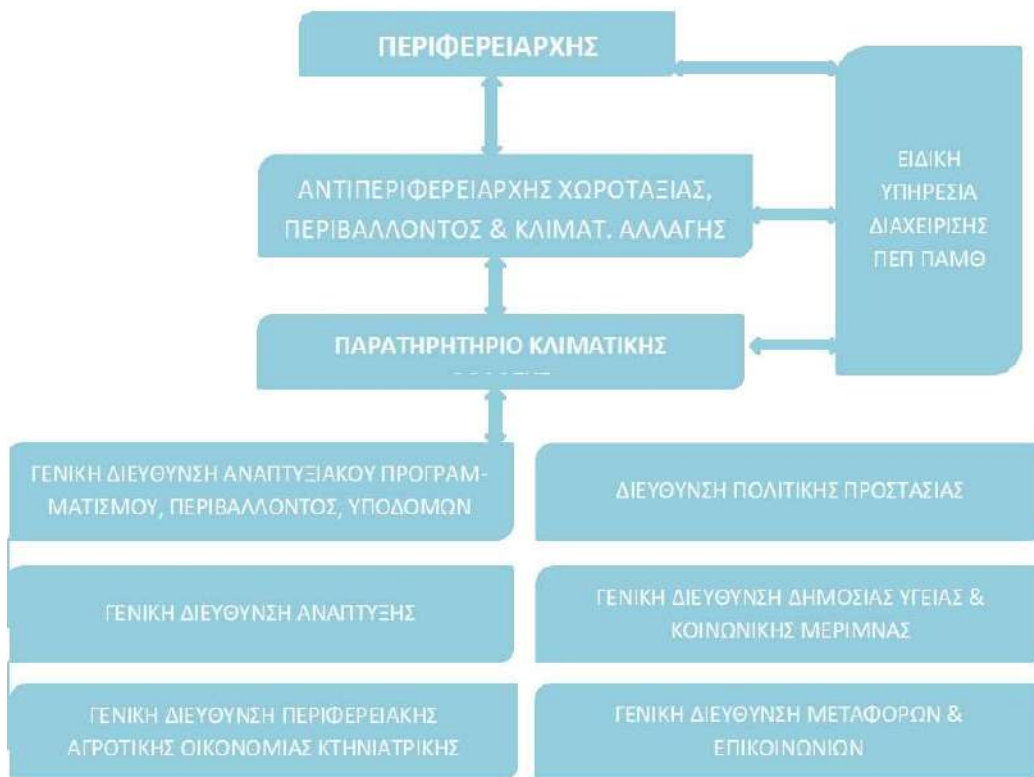 ΠΕΡΙΦΕΡΕΙΑΡΧΗΣ
ΕΙΔΙΚΗ
ΥΠΗΡΕΣΙΑ
ΔΙΑΧΕΙΡΙΣΗΣ
ΠΕΠ ΠΑΜΘ
ΑΝΤΙΠΕΡΙΦΕΡΕΙΑΡΧΗΣ ΧΩΡΟΤΑΞΙΑΣ,
ΠΕΡΙΒΑΛΛΟΝΤΟΣ & ΚΛΙΜΑΤ. ΑΛΛΑΓΗΣ
ΠΑΡΑΤΗΡΗΤΗΡΙΟ ΚΛΙΜΑΤΙΚΗΣ
ΓΕΝΙΚΗ ΔΙΕΥΘΥΝΣΗ ΑΝΑΠΤΥΞΙΑΚΟΥ ΠΡΟΓΡΑΜ-
ΜΑΤΙΣΜΟΥ, ΠΕΡΙΒΑΛΛΟΝΤΟΣ, ΥΠΟΔΟΜΩΝ
ΔΙΕΥΘΥΝΣΗ ΠΟΛΙΤΙΚΗΣ ΠΡΟΣΤΑΣΙΑΣ
ΓΕΝΙΚΗ ΔΙΕΥΘΥΝΣΗ ΑΝΑΠΤΥΞΗΣ
ΓΕΝΙΚΗ ΔΙΕΥΘΥΝΣΗ ΔΗΜΟΣΙΑΣ ΥΓΕΙΑΣ &
ΚΟΙΝΩΝΙΚΗΣ ΜΕΡΙΜΝΑΣ
ΓΕΝΙΚΗ ΔΙΕΥΘΥΝΣΗ ΠΕΡΙΦΕΡΕΙΑΚΗΣ
ΑΓΡΟΤΙΚΗΣ ΟΙΚΟΝΟΜΙΑΣ ΚΤΗΝΙΑΤΡΙΚΗΣ
ΓΕΝΙΚΗ ΔΙΕΥΘΥΝΣΗ ΜΕΤΑΦΟΡΩΝ &
ΕΠΙΚΟΙΝΩΝΙΩΝ